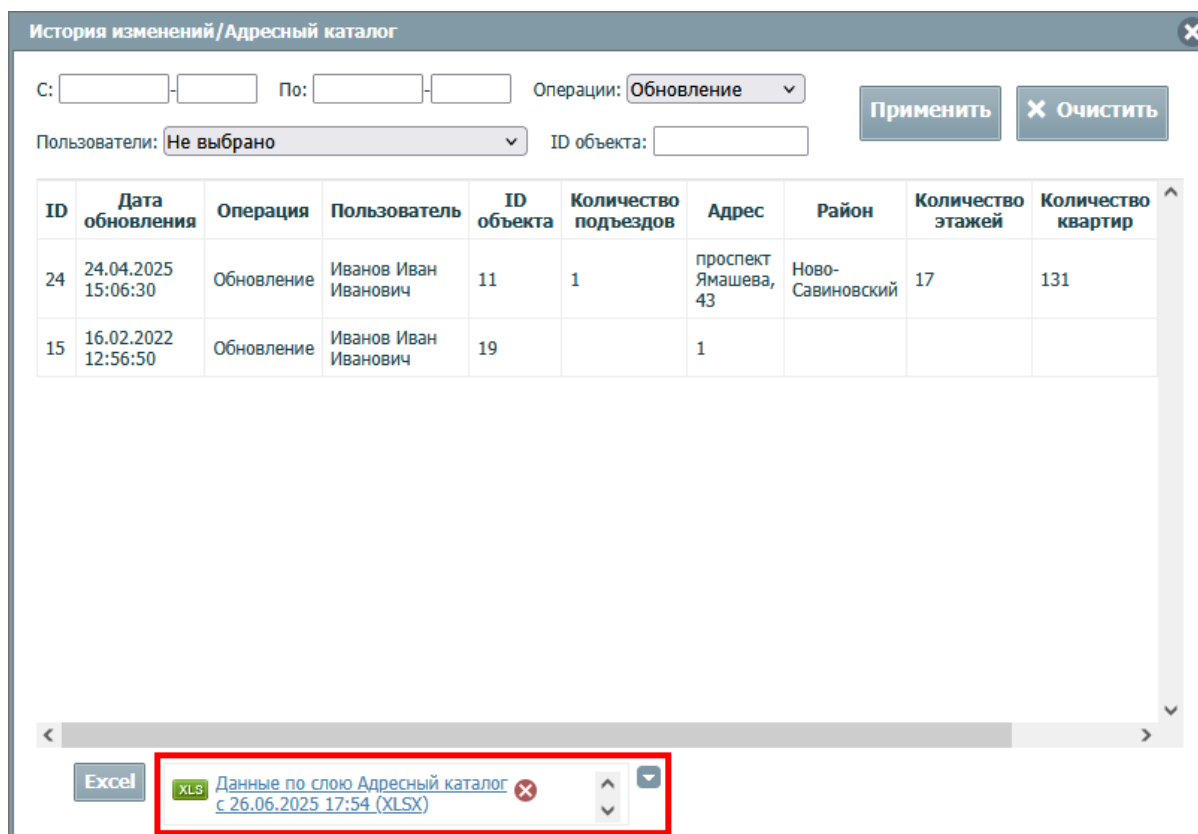 История изменений/Адресный каталог
С: - По: - Операции: Обновление
Применить Очистить
Пользователи: Не выбрано ID объекта:
ID Дата обновления Операция Пользователь ID объекта Количество подъездов Адрес Район Количество этажей Количество квартир
24 24.04.2025 15:06:30 Обновление Иванов Иван Иванович 11 1 проспект Ямашева, 43 Ново-Савиновский 17 131
15 16.02.2022 12:56:50 Обновление Иванов Иван Иванович 19 1
Excel
XLS Данные по слою Адресный каталог
с 26.06.2025 17:54 (XLSX)